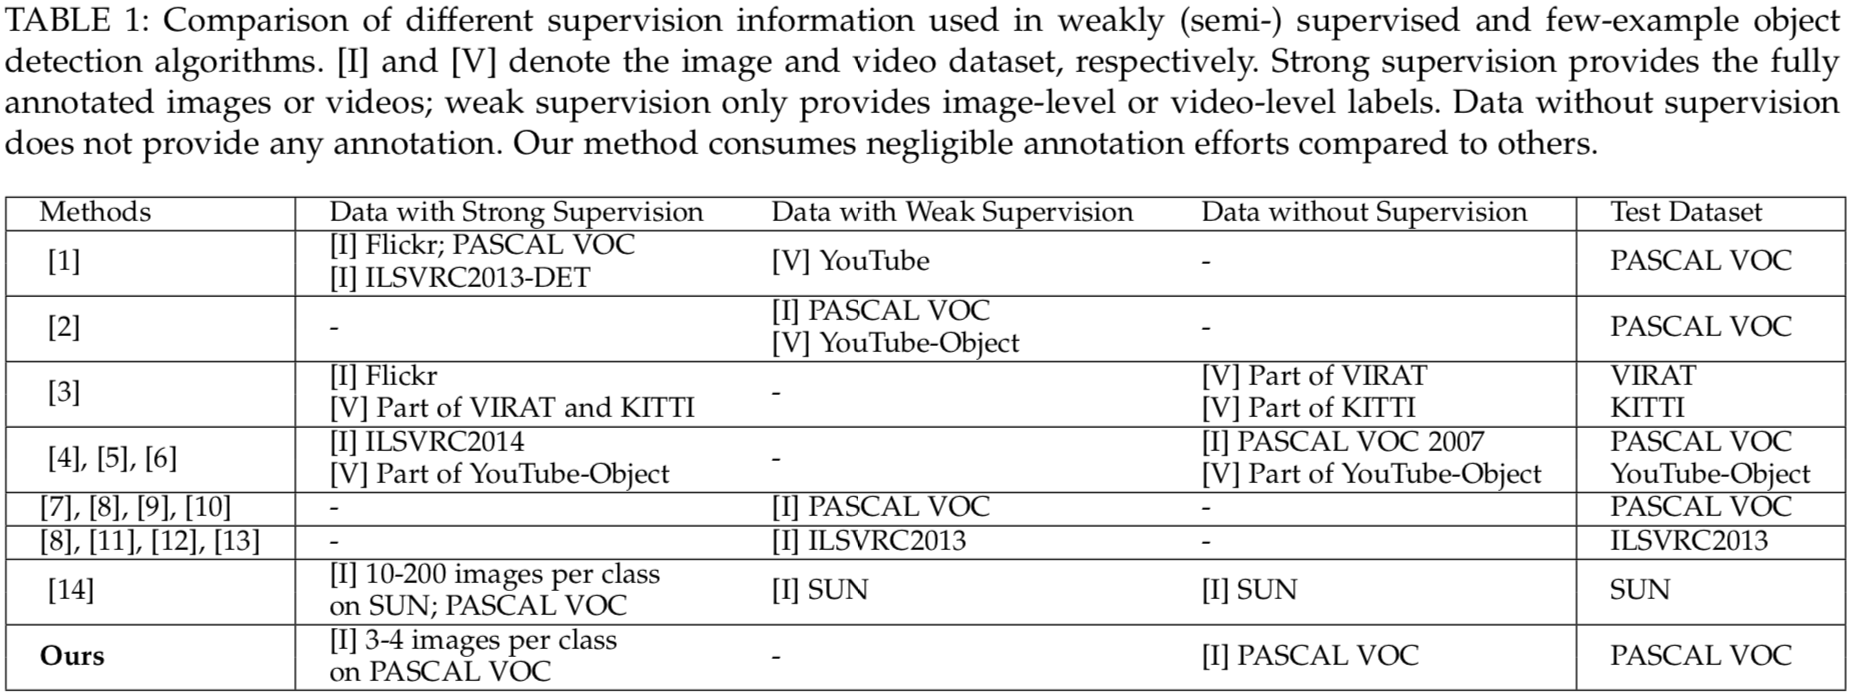 TABLE 1: Comparison of different supervision information used in weakly (semi-) supervised and few-example object
detection algorithms. [I] and [V] denote the image and video dataset, respectively. Strong supervision provides the fully
annotated images or videos; weak supervision only provides image-level or video-level labels. Data without supervision
does not provide any annotation. Our method consumes negligible annotation efforts compared to others.
Methods Data with Strong Supervision Data with Weak Supervision Data without Supervision Test Dataset
[1] [I] Flickr; PASCAL VOC
[I] ILSVRC2013-DET [V] YouTube - PASCAL VOC
[2] - [I] PASCAL VOC
[V] YouTube-Object - PASCAL VOC
[3] [I] Flickr
[V] Part of VIRAT and KITTI - [V] Part of VIRAT
[V] Part of KITTI VIRAT
KITTI
[4], [5], [6] [I] ILSVRC2014
[V] Part of YouTube-Object - [I] PASCAL VOC 2007
[V] Part of YouTube-Object PASCAL VOC
YouTube-Object
[7], [8], [9], [10] - [I] PASCAL VOC - PASCAL VOC
[8], [11], [12], [13] - [I] ILSVRC2013 - ILSVRC2013
[14] [I] 10-200 images per class
on SUN; PASCAL VOC [I] SUN [I] SUN SUN
Ours [I] 3-4 images per class
on PASCAL VOC - [I] PASCAL VOC PASCAL VOC